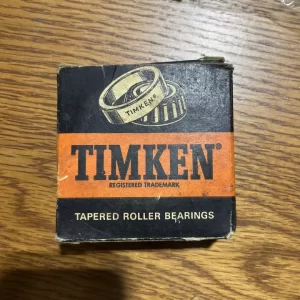 TIMKEN®
TIMKEN®
REGISTERED TRADEMARK
TAPERED ROLLER BEARINGS